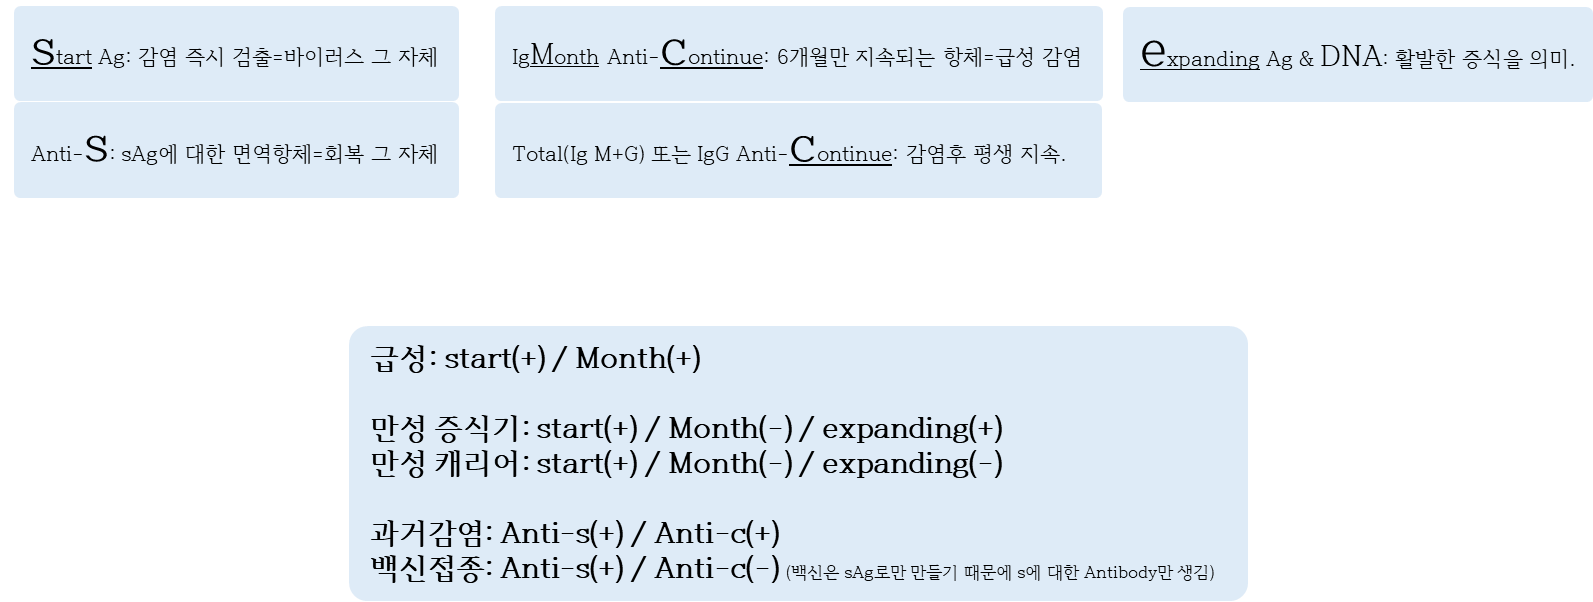 Start Ag: 감염 즉시 검출=바이러스 그 자체
IgMonth Anti-Continue: 6개월만 지속되는 항체=급성 감염
expanding Ag & DNA: 활발한 증식을 의미.
Anti-S: sAg에 대한 면역항체=회복 그 자체
Total(Ig M+G) 또는 IgG Anti-Continue: 감염후 평생 지속.
급성: start(+) / Month(+)
만성 증식기: start(+) / Month(-) / expanding(+)
만성 캐리어: start(+) / Month(-) / expanding(-)
과거감염: Anti-s(+) / Anti-c(+)
백신접종: Anti-s(+) / Anti-c(-) (백신은 sAg로만 만들기 때문에 s에 대한 Antibody만 생김)